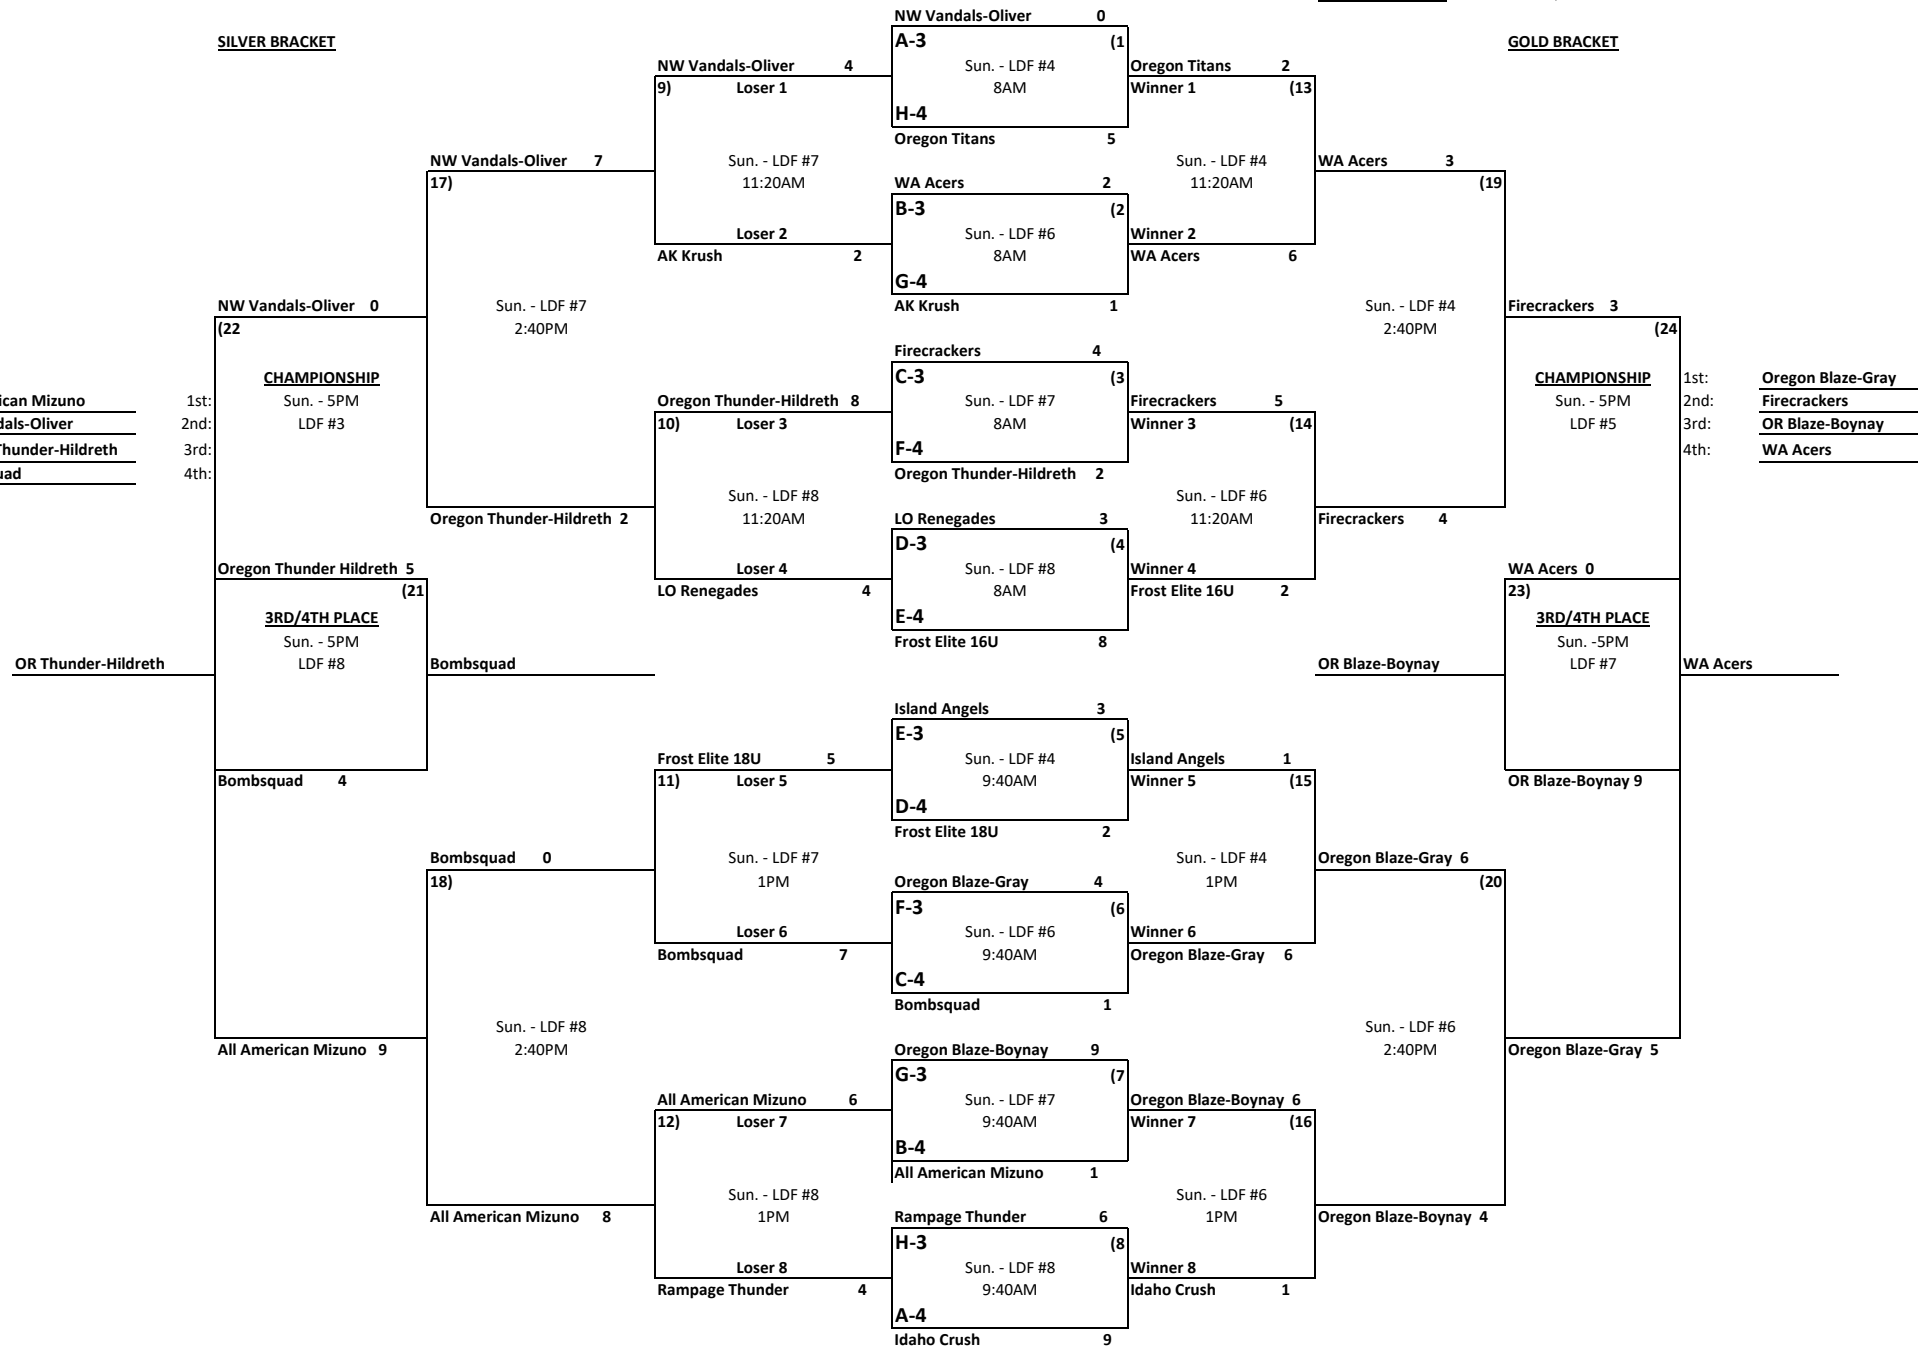 NW Vandals-Oliver 0
SILVER BRACKET
A-3 (1
GOLD BRACKET
NW Vandals-Oliver 4
Sun. - LDF #4
Oregon Titans 2
9) Loser 1
8AM
Winner 1 (13
H-4
Oregon Titans 5
NW Vandals-Oliver 7
Sun. - LDF #7
Sun. - LDF #4
WA Acers 3
17)
11:20AM
WA Acers 2
11:20AM
(19
B-3 (2
Loser 2
Sun. - LDF #6
Winner 2
AK Krush 2
8AM
WA Acers 6
G-4
NW Vandals-Oliver 0
Sun. - LDF #7
AK Krush 1
Sun. - LDF #4
Firecrackers 3
(22
2:40PM
2:40PM
(24
Firecrackers 4
CHAMPIONSHIP
C-3 (3
CHAMPIONSHIP
1st: Oregon Blaze-Gray
ican Mizuno 1st:
Sun. - 5PM
Oregon Thunder-Hildreth 8
Sun. - LDF #7
Firecrackers 5
Sun. - 5PM
2nd: Firecrackers
dals-Oliver 2nd:
LDF #3
10) Loser 3
8AM
Winner 3 (14
LDF #5
3rd: OR Blaze-Boynay
Thunder-Hildreth 3rd:
F-4
4th: WA Acers
uad 4th:
Oregon Thunder-Hildreth 2
Sun. - LDF #8
Sun. - LDF #6
Oregon Thunder-Hildreth 2
11:20AM
LO Renegades 3
11:20AM
Firecrackers 4
D-3 (4
Oregon Thunder Hildreth 5
Loser 4
Sun. - LDF #8
Winner 4
WA Acers 0
(21
LO Renegades 4
8AM
Frost Elite 16U 2
23)
3RD/4TH PLACE
E-4
3RD/4TH PLACE
Sun. - 5PM
Frost Elite 16U 8
Sun. -5PM
OR Thunder-Hildreth
LDF #8
Bombsquad
OR Blaze-Boynay
LDF #7
WA Acers
Island Angels 3
E-3 (5
Frost Elite 18U 5
Sun. - LDF #4
Island Angels 1
Bombsquad 4
11) Loser 5
9:40AM
Winner 5 (15
OR Blaze-Boynay 9
D-4
Frost Elite 18U 2
Bombsquad 0
Sun. - LDF #7
Sun. - LDF #4
Oregon Blaze-Gray 6
18)
1PM
Oregon Blaze-Gray 4
1PM
(20
F-3 (6
Loser 6
Sun. - LDF #6
Winner 6
Bombsquad 7
9:40AM
Oregon Blaze-Gray 6
C-4
Bombsquad 1
Sun. - LDF #8
Sun. - LDF #6
All American Mizuno 9
2:40PM
Oregon Blaze-Boynay 9
2:40PM
Oregon Blaze-Gray 5
G-3 (7
All American Mizuno 6
Sun. - LDF #7
Oregon Blaze-Boynay 6
12) Loser 7
9:40AM
Winner 7 (16
B-4
All American Mizuno 1
Sun. - LDF #8
Sun. - LDF #6
All American Mizuno 8
1PM
Rampage Thunder 6
1PM
Oregon Blaze-Boynay 4
H-3 (8
Loser 8
Sun. - LDF #8
Winner 8
Rampage Thunder 4
9:40AM
Idaho Crush 1
A-4
Idaho Crush 9